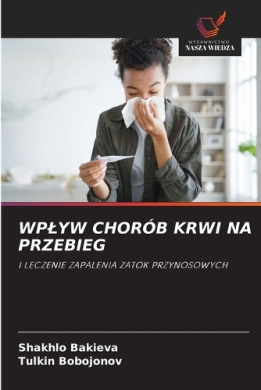 WYDAWNICTWO
NASZA WIEDZA
WPŁYW CHORÓB KRWI NA
PRZEBIEG
I LECZENIE ZAPALENIA ZATOK PRZYNOSOWYCH
Shakhlo Bakieva
Tulkin Bobojonov